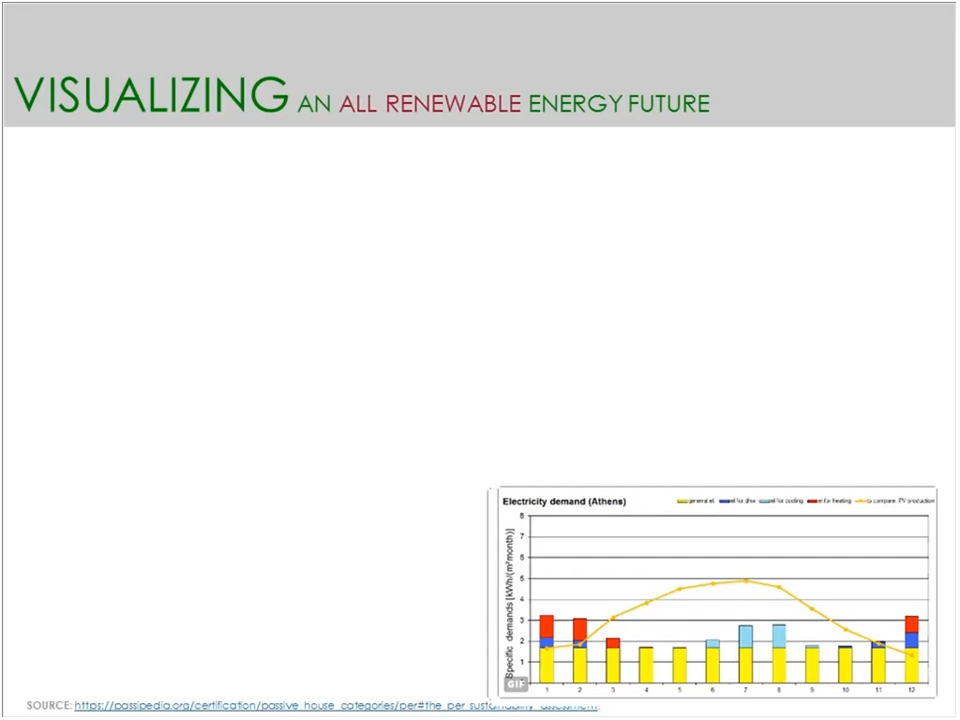 VISUALIZING AN ALL RENEWABLE ENERGY FUTURE
Electricity demand (Athens)
general el. el for dhw el for cooling el for heating to compare: PV production
Specific demands [kWh/(m²month)]
8
7
6
5
4
3
2
1
GIF
1 2 3 4 5 6 7 8 9 10 11 12
SOURCE: https://passipedia.org/certification/passive_house_categories/per#the_per_sustainability_assessment.